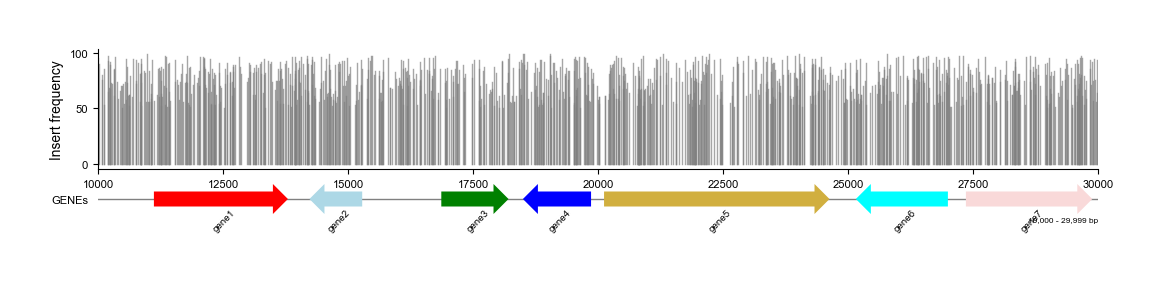 100
Insert frequency
50
0
10000 12500 15000 17500 20000 22500 25000 27500 30000
GENEs
gene1 gene2 gene3 gene4 gene5 gene6 gene7
10,000 - 29,999 bp